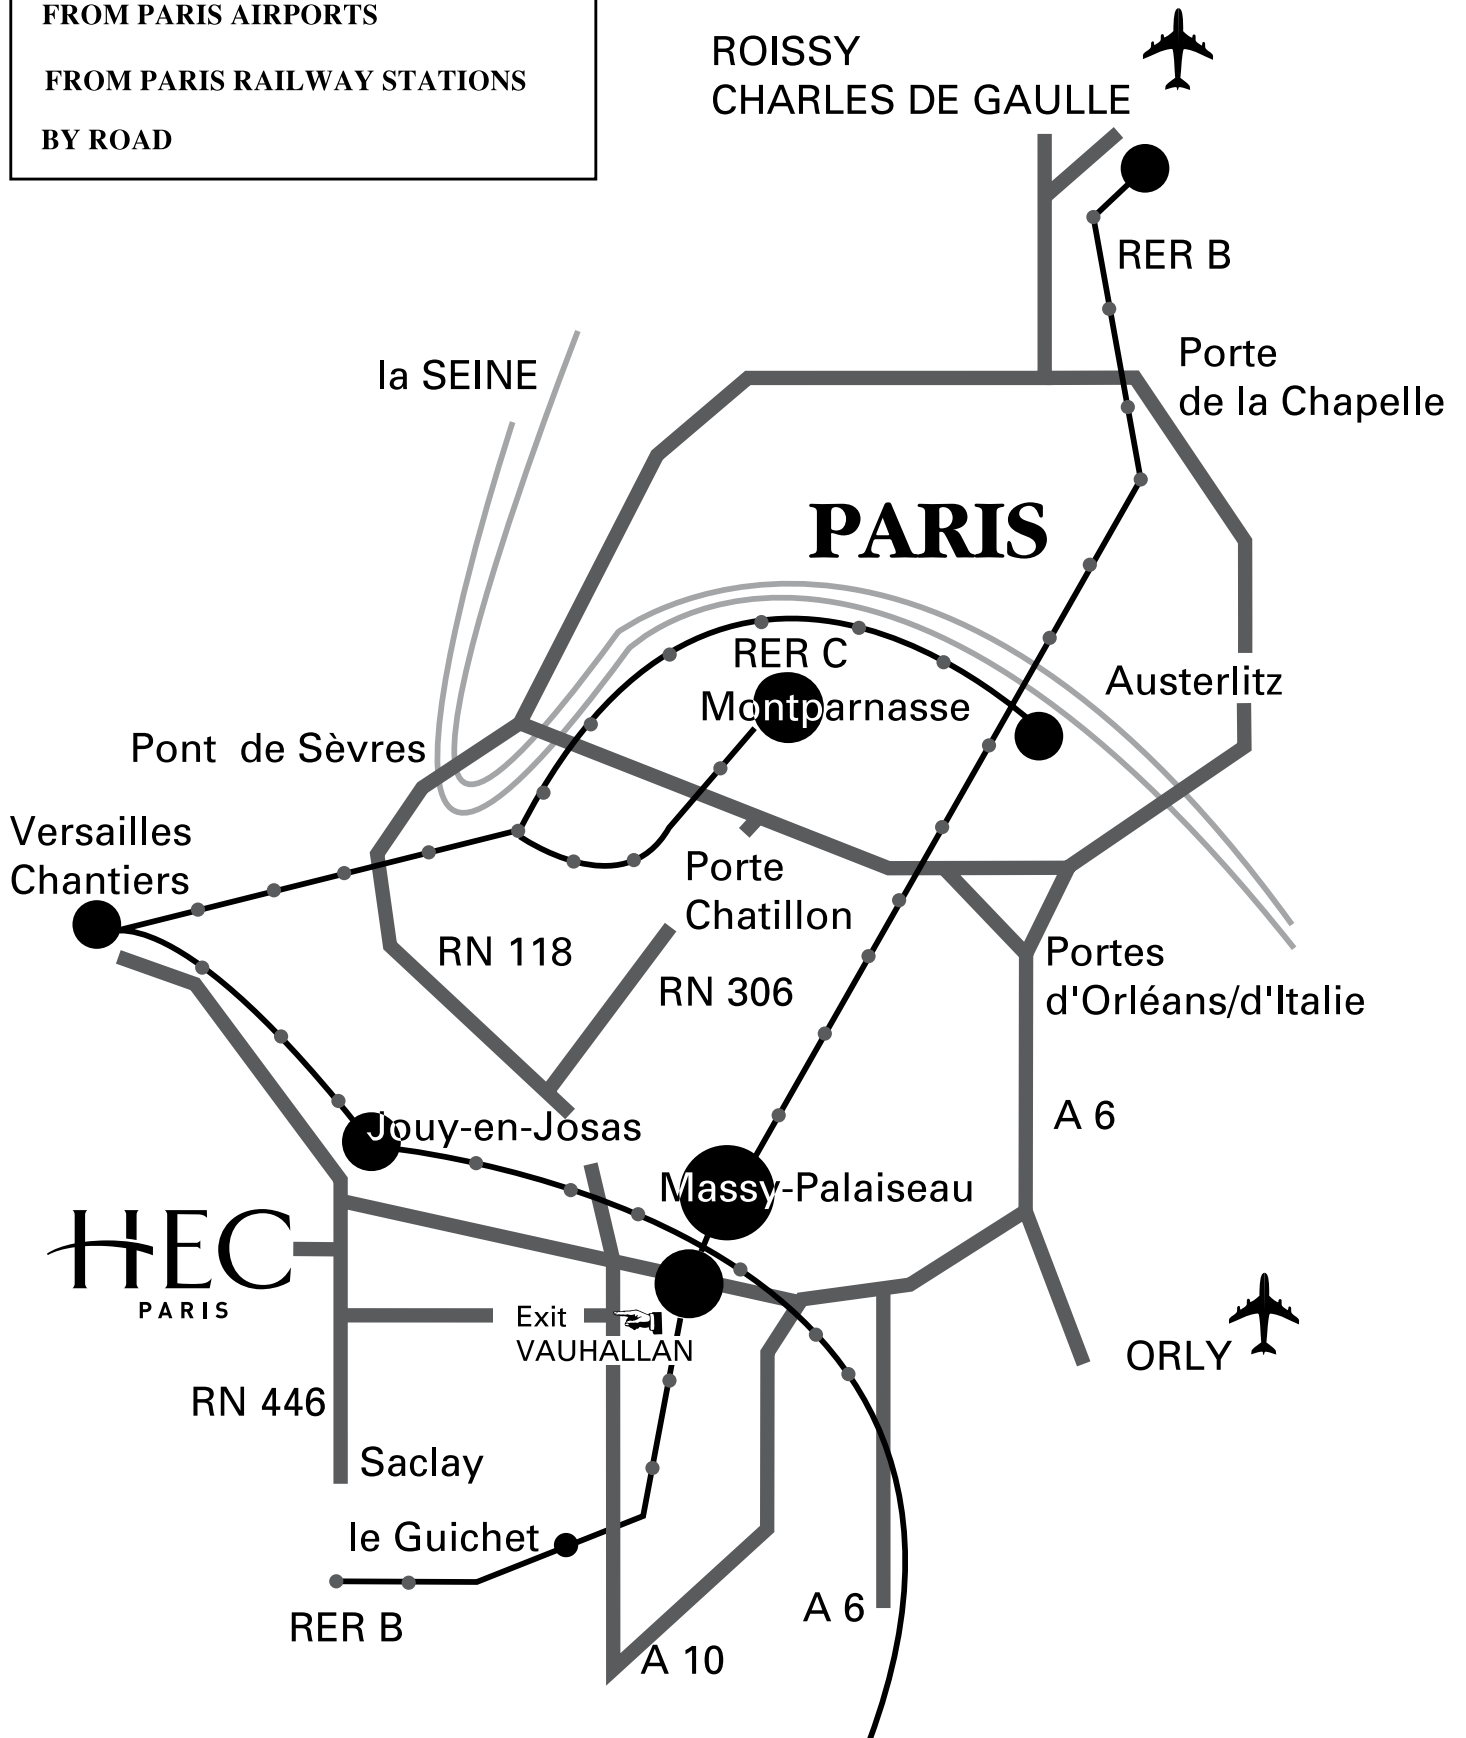 FROM PARIS AIRPORTS
FROM PARIS RAILWAY STATIONS
BY ROAD
ROISSY
CHARLES DE GAULLE
RER B
Porte
de la Chapelle
la SEINE
PARIS
RER C
Montparnasse
Austerlitz
Pont de Sèvres
Versailles
Chantiers
Porte
Chatillon
RN 118
RN 306
Portes
d'Orléans/d'Italie
A 6
Jouy-en-Josas
Massy-Palaiseau
HEC
PARIS
Exit
VAUHALLAN
ORLY
RN 446
Saclay
le Guichet
RER B
A 6
A 10